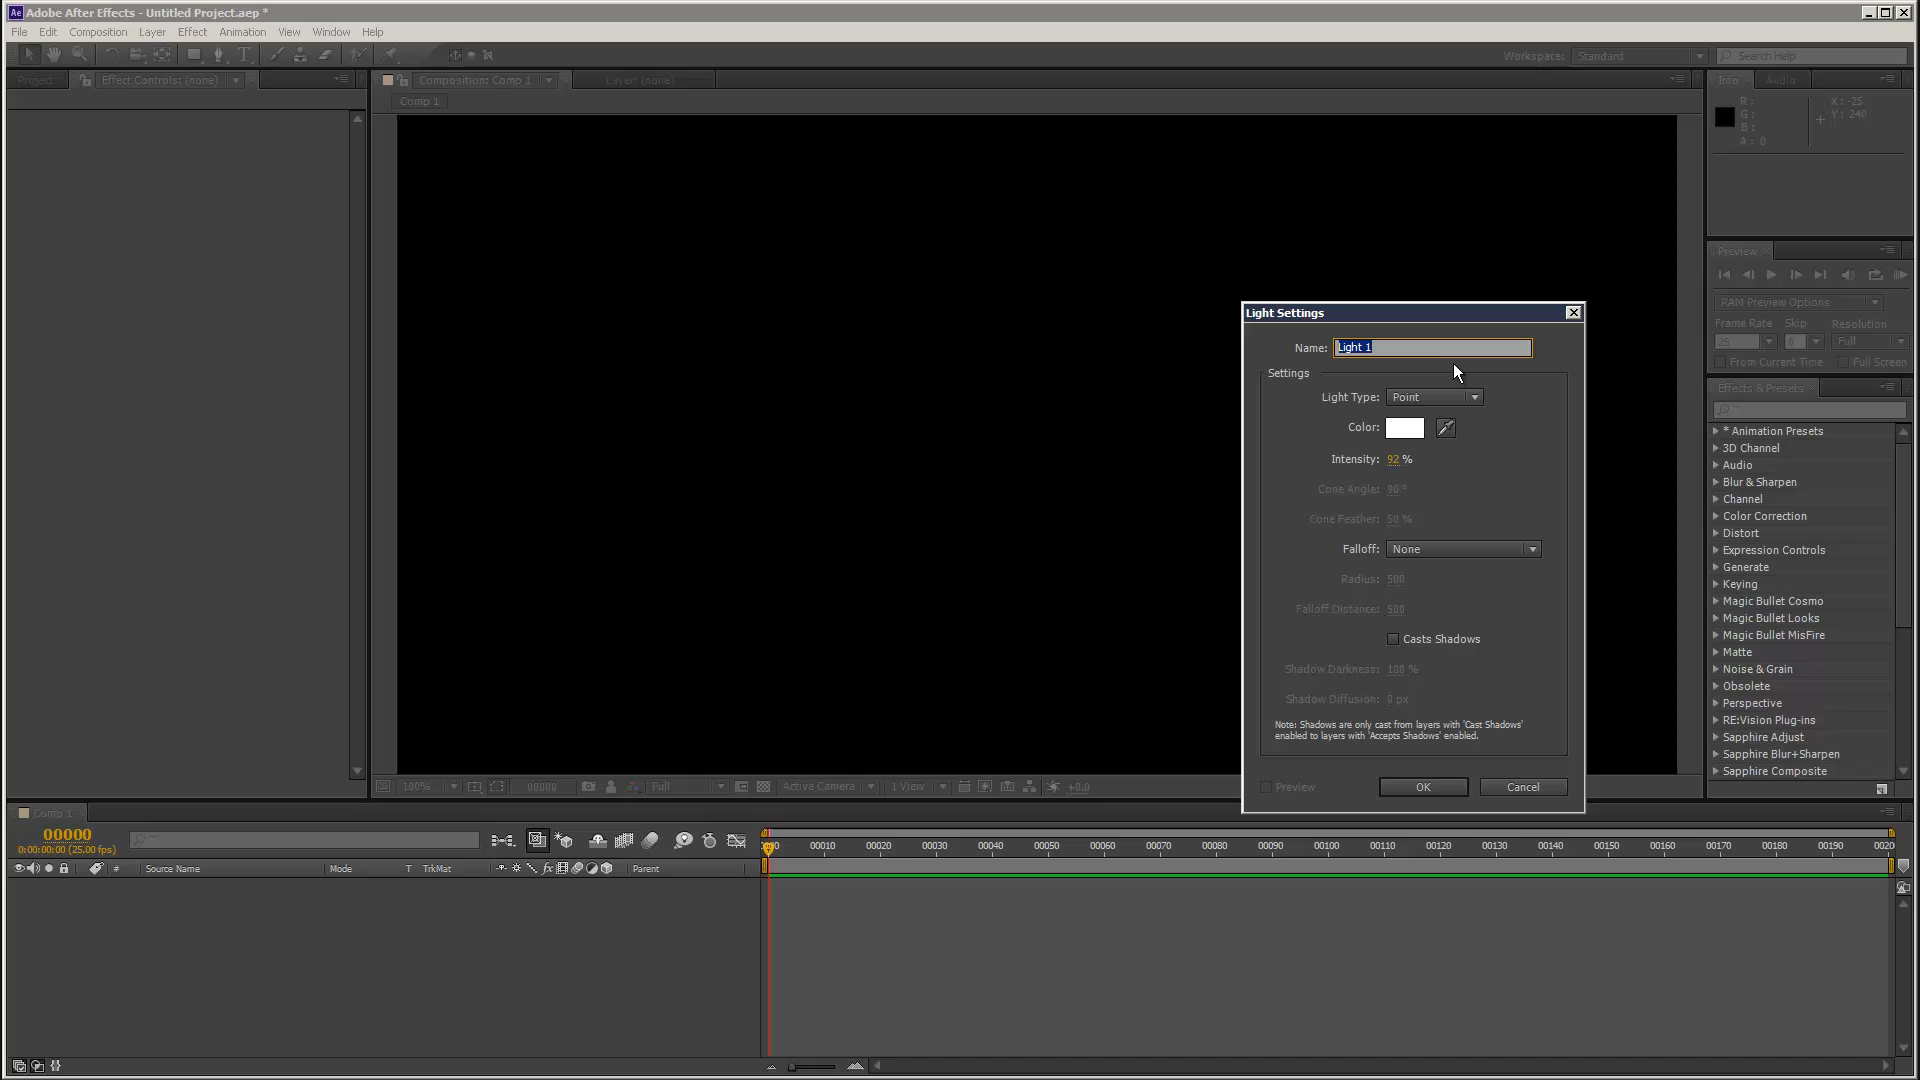 Adobe After Effects - Untitled Project.aep *
File Edit Composition Layer Effect Animation View Window Help
Workspace: Standard Search Help
Project Effect Controls: (none) Composition: Comp 1 Layer: (none) Info Audio
Comp 1
R: X: -25
G: Y: 240
B:
A: 0
Preview
RAM Preview Options
Frame Rate Skip Resolution
25 0 Full
From Current Time Full Screen
Effects & Presets
* Animation Presets
3D Channel
Audio
Blur & Sharpen
Channel
Color Correction
Distort
Expression Controls
Generate
Keying
Magic Bullet Cosmo
Magic Bullet Looks
Magic Bullet MisFire
Matte
Noise & Grain
Obsolete
Perspective
RE:Vision Plug-ins
Sapphire Adjust
Sapphire Blur+Sharpen
Sapphire Composite
Light Settings
Name: Light 1
Settings
Light Type: Point
Color:
Intensity: 92 %
Cone Angle: 90 °
Cone Feather: 50 %
Falloff: None
Radius: 500
Falloff Distance: 500
Casts Shadows
Shadow Darkness: 100 %
Shadow Diffusion: 0 px
Note: Shadows are only cast from layers with 'Cast Shadows'
enabled to layers with 'Accepts Shadows' enabled.
Preview OK Cancel
100% 00000 Full Active Camera 1 View +0.0
Comp 1
00000
0:00:00:00 (25.00 fps)
00010 00020 00030 00040 00050 00060 00070 00080 00090 00100 00110 00120 00130 00140 00150 00160 00170 00180 00190 0020
# Source Name Mode T TrkMat fx Parent